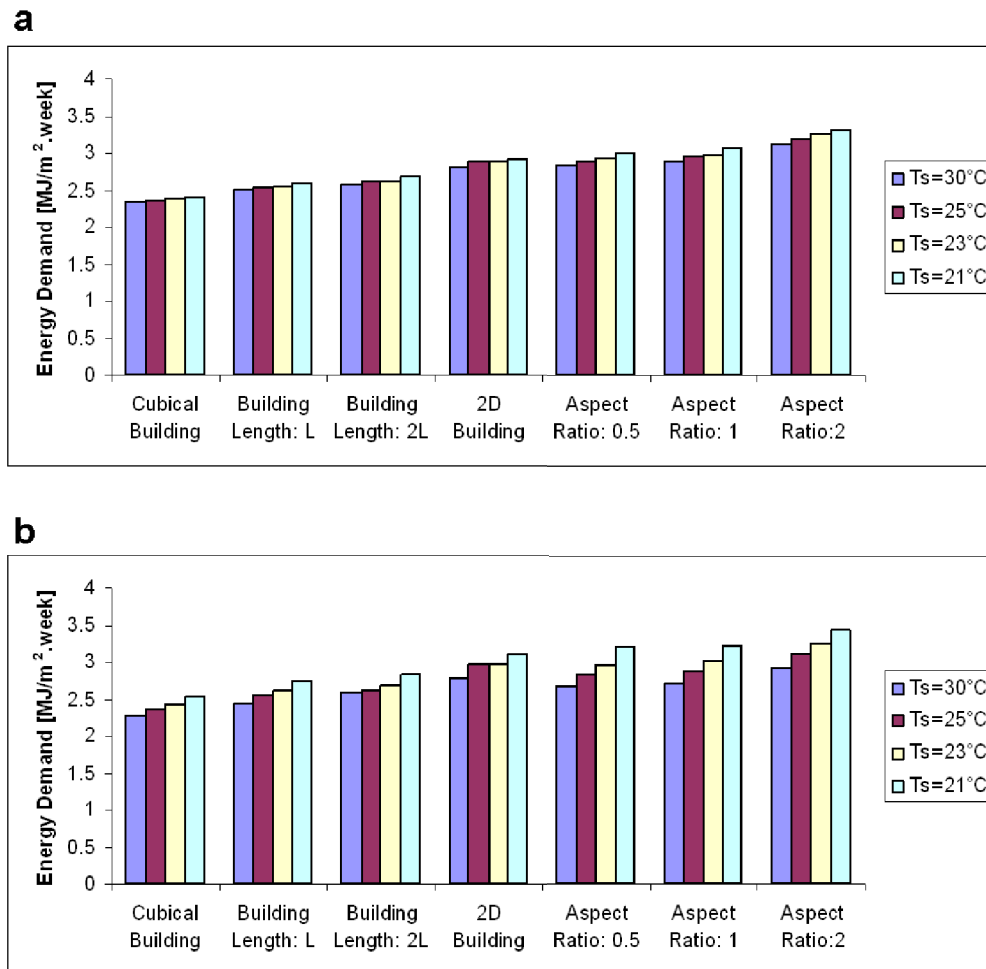 a
Energy Demand [MJ/m².week]
4
3.5
3
2.5
2
1.5
1
0.5
0
Cubical Building
Building Length: L
Building Length: 2L
2D Building
Aspect Ratio: 0.5
Aspect Ratio: 1
Aspect Ratio:2
Ts=30°C
Ts=25°C
Ts=23°C
Ts=21°C
b
Energy Demand [MJ/m².week]
4
3.5
3
2.5
2
1.5
1
0.5
0
Cubical Building
Building Length: L
Building Length: 2L
2D Building
Aspect Ratio: 0.5
Aspect Ratio: 1
Aspect Ratio:2
Ts=30°C
Ts=25°C
Ts=23°C
Ts=21°C